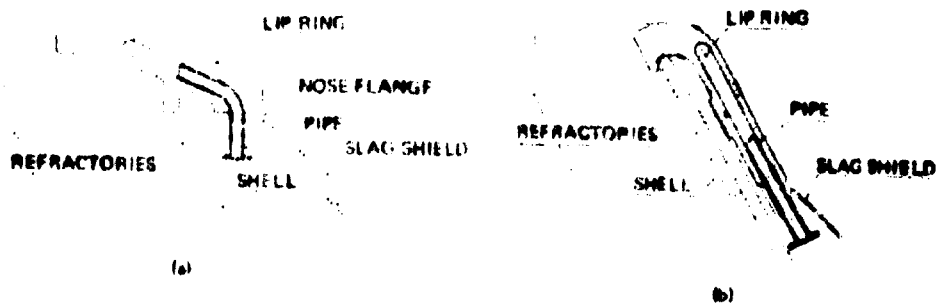 LIP RING
NOSE FLANGE
PIPE
SLAG SHIELD
REFRACTORIES
SHELL
(a)
LIP RING
PIPE
REFRACTORIES
SLAG SHIELD
SHELL
(b)